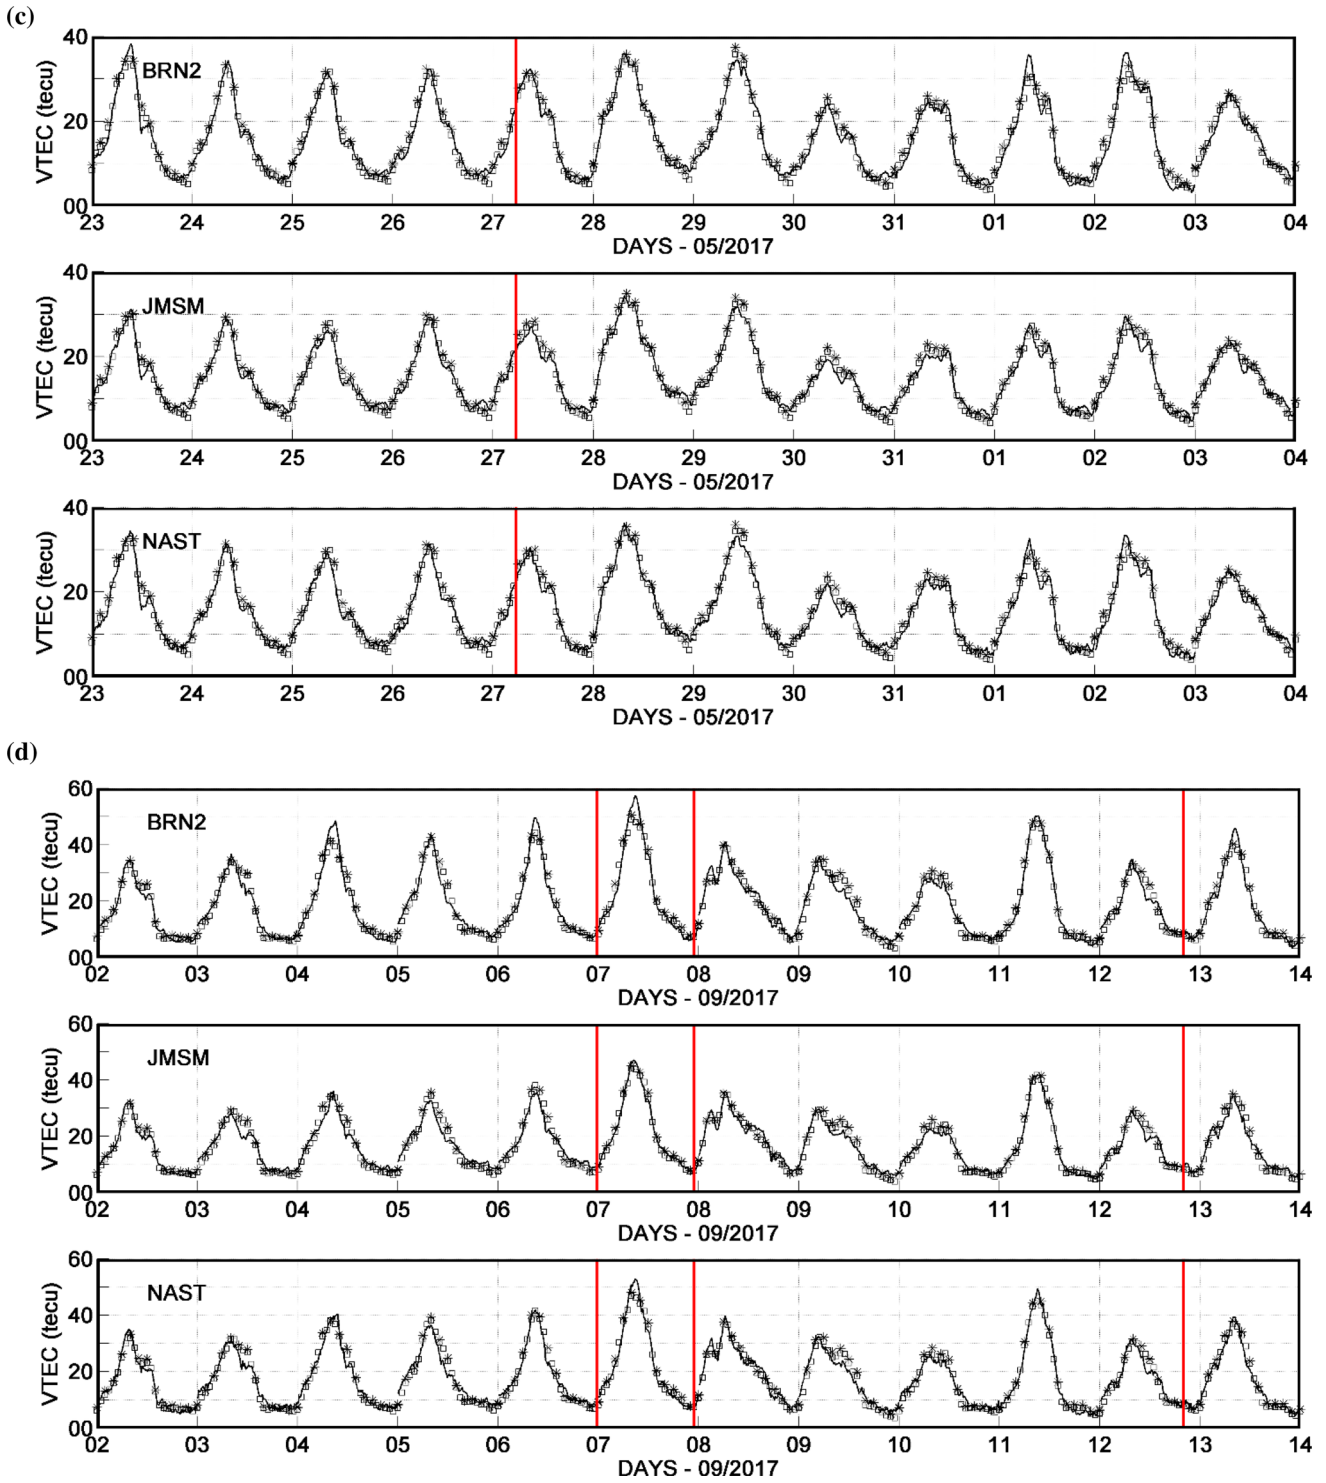 (c)
40
BRN2
VTEC (tecu)
20
00
23 24 25 26 27 28 29 30 31 01 02 03 04
DAYS - 05/2017
40
JMSM
VTEC (tecu)
20
00
23 24 25 26 27 28 29 30 31 01 02 03 04
DAYS - 05/2017
40
NAST
VTEC (tecu)
20
00
23 24 25 26 27 28 29 30 31 01 02 03 04
DAYS - 05/2017
(d)
60
BRN2
40
VTEC (tecu)
20
00
02 03 04 05 06 07 08 09 10 11 12 13 14
DAYS - 09/2017
60
JMSM
40
VTEC (tecu)
20
00
02 03 04 05 06 07 08 09 10 11 12 13 14
DAYS - 09/2017
60
NAST
40
VTEC (tecu)
20
00
02 03 04 05 06 07 08 09 10 11 12 13 14
DAYS - 09/2017